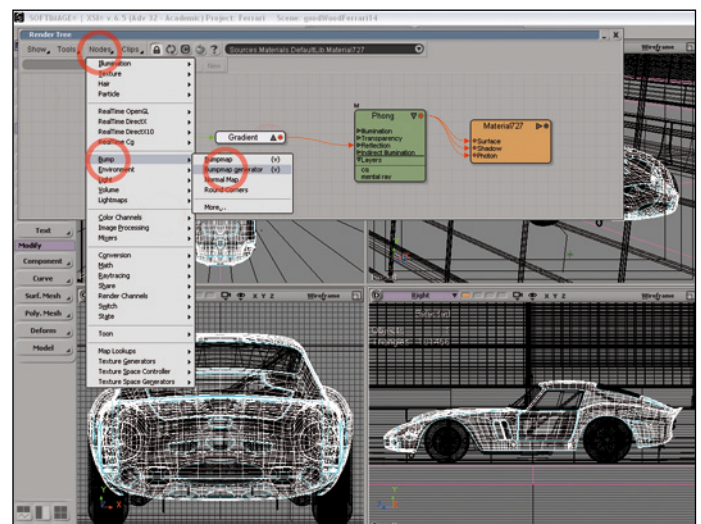 SOFTIMAGE® | XSI® v.6.5 (Adv 32 - Academic) Project: Ferrari Scene: goodWoodFerrari14
Render Tree
Show Tools Nodes Clips ? Sources.Materials.DefaultLib.Material727
New
Wireframe
Illumination
Texture
Hair
Particle
RealTime OpenGL
RealTime DirectX
RealTime DirectX10
RealTime Cg
Bump
Environment
Light
Volume
Lightmaps
Color Channels
Image Processing
Mixers
Conversion
Math
Raytracing
Share
Render Channels
Switch
State
Toon
Map Lookups
Texture Generators
Texture Space Controller
Texture Space Generators
Bumpmap (v)
Bumpmap generator (v)
Normal Map
Round Corners
More...
Gradient
M
Phong
Illumination
Transparency
Reflection
Indirect Illumination
Layers
cg
mental ray
Material727
Surface
Shadow
Photon
Text
Modify
Component
Curve
Surf. Mesh
Poly. Mesh
Deform
Model
X Y Z Wireframe
Right X Y Z Wireframe
Selected
Y
X
Y
Z